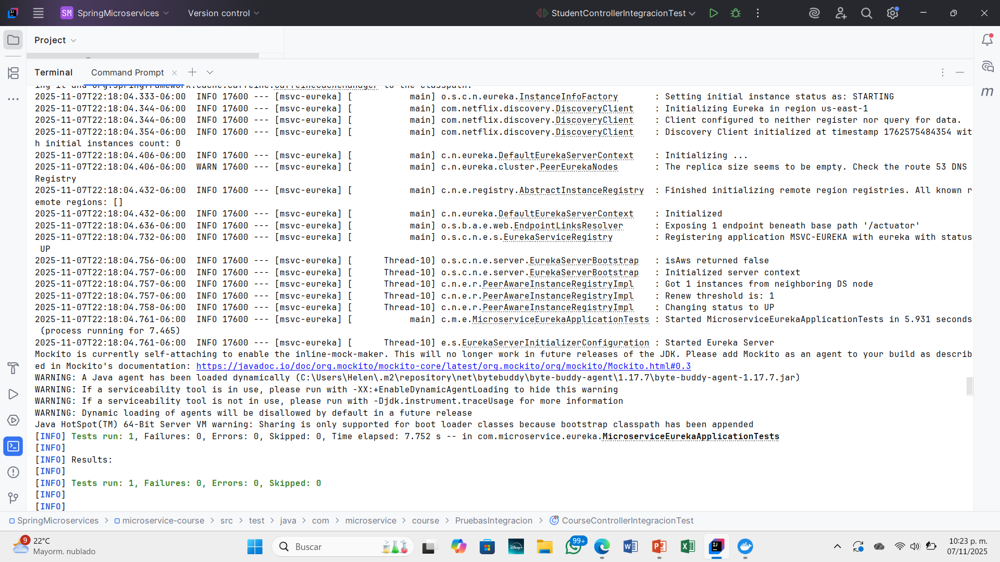 SM SpringMicroservices
Version control
StudentControllerIntegracionTest
Project
Terminal
Command Prompt
ing it and org.springframework.cache.caffeine.CaffeineCacheManager to the classpath.
2025-11-07T22:18:04.333-06:00  INFO 17600 --- [msvc-eureka] [           main] o.s.c.n.eureka.InstanceInfoFactory       : Setting initial instance status as: STARTING
2025-11-07T22:18:04.344-06:00  INFO 17600 --- [msvc-eureka] [           main] com.netflix.discovery.DiscoveryClient    : Initializing Eureka in region us-east-1
2025-11-07T22:18:04.344-06:00  INFO 17600 --- [msvc-eureka] [           main] com.netflix.discovery.DiscoveryClient    : Client configured to neither register nor query for data.
2025-11-07T22:18:04.354-06:00  INFO 17600 --- [msvc-eureka] [           main] com.netflix.discovery.DiscoveryClient    : Discovery Client initialized at timestamp 1762575484354 wit
h initial instances count: 0
2025-11-07T22:18:04.406-06:00  INFO 17600 --- [msvc-eureka] [           main] c.n.eureka.DefaultEurekaServerContext    : Initializing ...
2025-11-07T22:18:04.406-06:00  WARN 17600 --- [msvc-eureka] [           main] c.n.eureka.cluster.PeerEurekaNodes       : The replica size seems to be empty. Check the route 53 DNS
Registry
2025-11-07T22:18:04.432-06:00  INFO 17600 --- [msvc-eureka] [           main] c.n.e.registry.AbstractInstanceRegistry  : Finished initializing remote region registries. All known r
emote regions: []
2025-11-07T22:18:04.432-06:00  INFO 17600 --- [msvc-eureka] [           main] c.n.eureka.DefaultEurekaServerContext    : Initialized
2025-11-07T22:18:04.636-06:00  INFO 17600 --- [msvc-eureka] [           main] o.s.b.a.e.web.EndpointLinksResolver      : Exposing 1 endpoint beneath base path '/actuator'
2025-11-07T22:18:04.732-06:00  INFO 17600 --- [msvc-eureka] [           main] o.s.c.n.e.s.EurekaServiceRegistry        : Registering application MSVC-EUREKA with eureka with status
UP
2025-11-07T22:18:04.756-06:00  INFO 17600 --- [msvc-eureka] [      Thread-10] o.s.c.n.e.server.EurekaServerBootstrap   : isAws returned false
2025-11-07T22:18:04.757-06:00  INFO 17600 --- [msvc-eureka] [      Thread-10] o.s.c.n.e.server.EurekaServerBootstrap   : Initialized server context
2025-11-07T22:18:04.757-06:00  INFO 17600 --- [msvc-eureka] [      Thread-10] c.n.e.r.PeerAwareInstanceRegistryImpl    : Got 1 instances from neighboring DS node
2025-11-07T22:18:04.757-06:00  INFO 17600 --- [msvc-eureka] [      Thread-10] c.n.e.r.PeerAwareInstanceRegistryImpl    : Renew threshold is: 1
2025-11-07T22:18:04.758-06:00  INFO 17600 --- [msvc-eureka] [      Thread-10] c.n.e.r.PeerAwareInstanceRegistryImpl    : Changing status to UP
2025-11-07T22:18:04.761-06:00  INFO 17600 --- [msvc-eureka] [           main] c.m.e.MicroserviceEurekaApplicationTests : Started MicroserviceEurekaApplicationTests in 5.931 seconds
(process running for 7.465)
2025-11-07T22:18:04.761-06:00  INFO 17600 --- [msvc-eureka] [      Thread-10] e.s.EurekaServerInitializerConfiguration : Started Eureka Server
Mockito is currently self-attaching to enable the inline-mock-maker. This will no longer work in future releases of the JDK. Please add Mockito as an agent to your build as describ
ed in Mockito's documentation: https://javadoc.io/doc/org.mockito/mockito-core/latest/org.mockito/org/mockito/Mockito.html#0.3
WARNING: A Java agent has been loaded dynamically (C:\Users\Helen\.m2\repository\net\bytebuddy\byte-buddy-agent\1.17.7\byte-buddy-agent-1.17.7.jar)
WARNING: If a serviceability tool is in use, please run with -XX:+EnableDynamicAgentLoading to hide this warning
WARNING: If a serviceability tool is not in use, please run with -Djdk.instrument.traceUsage for more information
WARNING: Dynamic loading of agents will be disallowed by default in a future release
Java HotSpot(TM) 64-Bit Server VM warning: Sharing is only supported for boot loader classes because bootstrap classpath has been appended
[INFO] Tests run: 1, Failures: 0, Errors: 0, Skipped: 0, Time elapsed: 7.752 s -- in com.microservice.eureka.MicroserviceEurekaApplicationTests
[INFO]
[INFO] Results:
[INFO]
[INFO] Tests run: 1, Failures: 0, Errors: 0, Skipped: 0
[INFO]
[INFO]
SpringMicroservices > microservice-course > src > test > java > com > microservice > course > PruebasIntegracion > CourseControllerIntegracionTest
9
22°C
Mayorm. nublado
Buscar
99+
10:23 p. m.
07/11/2025